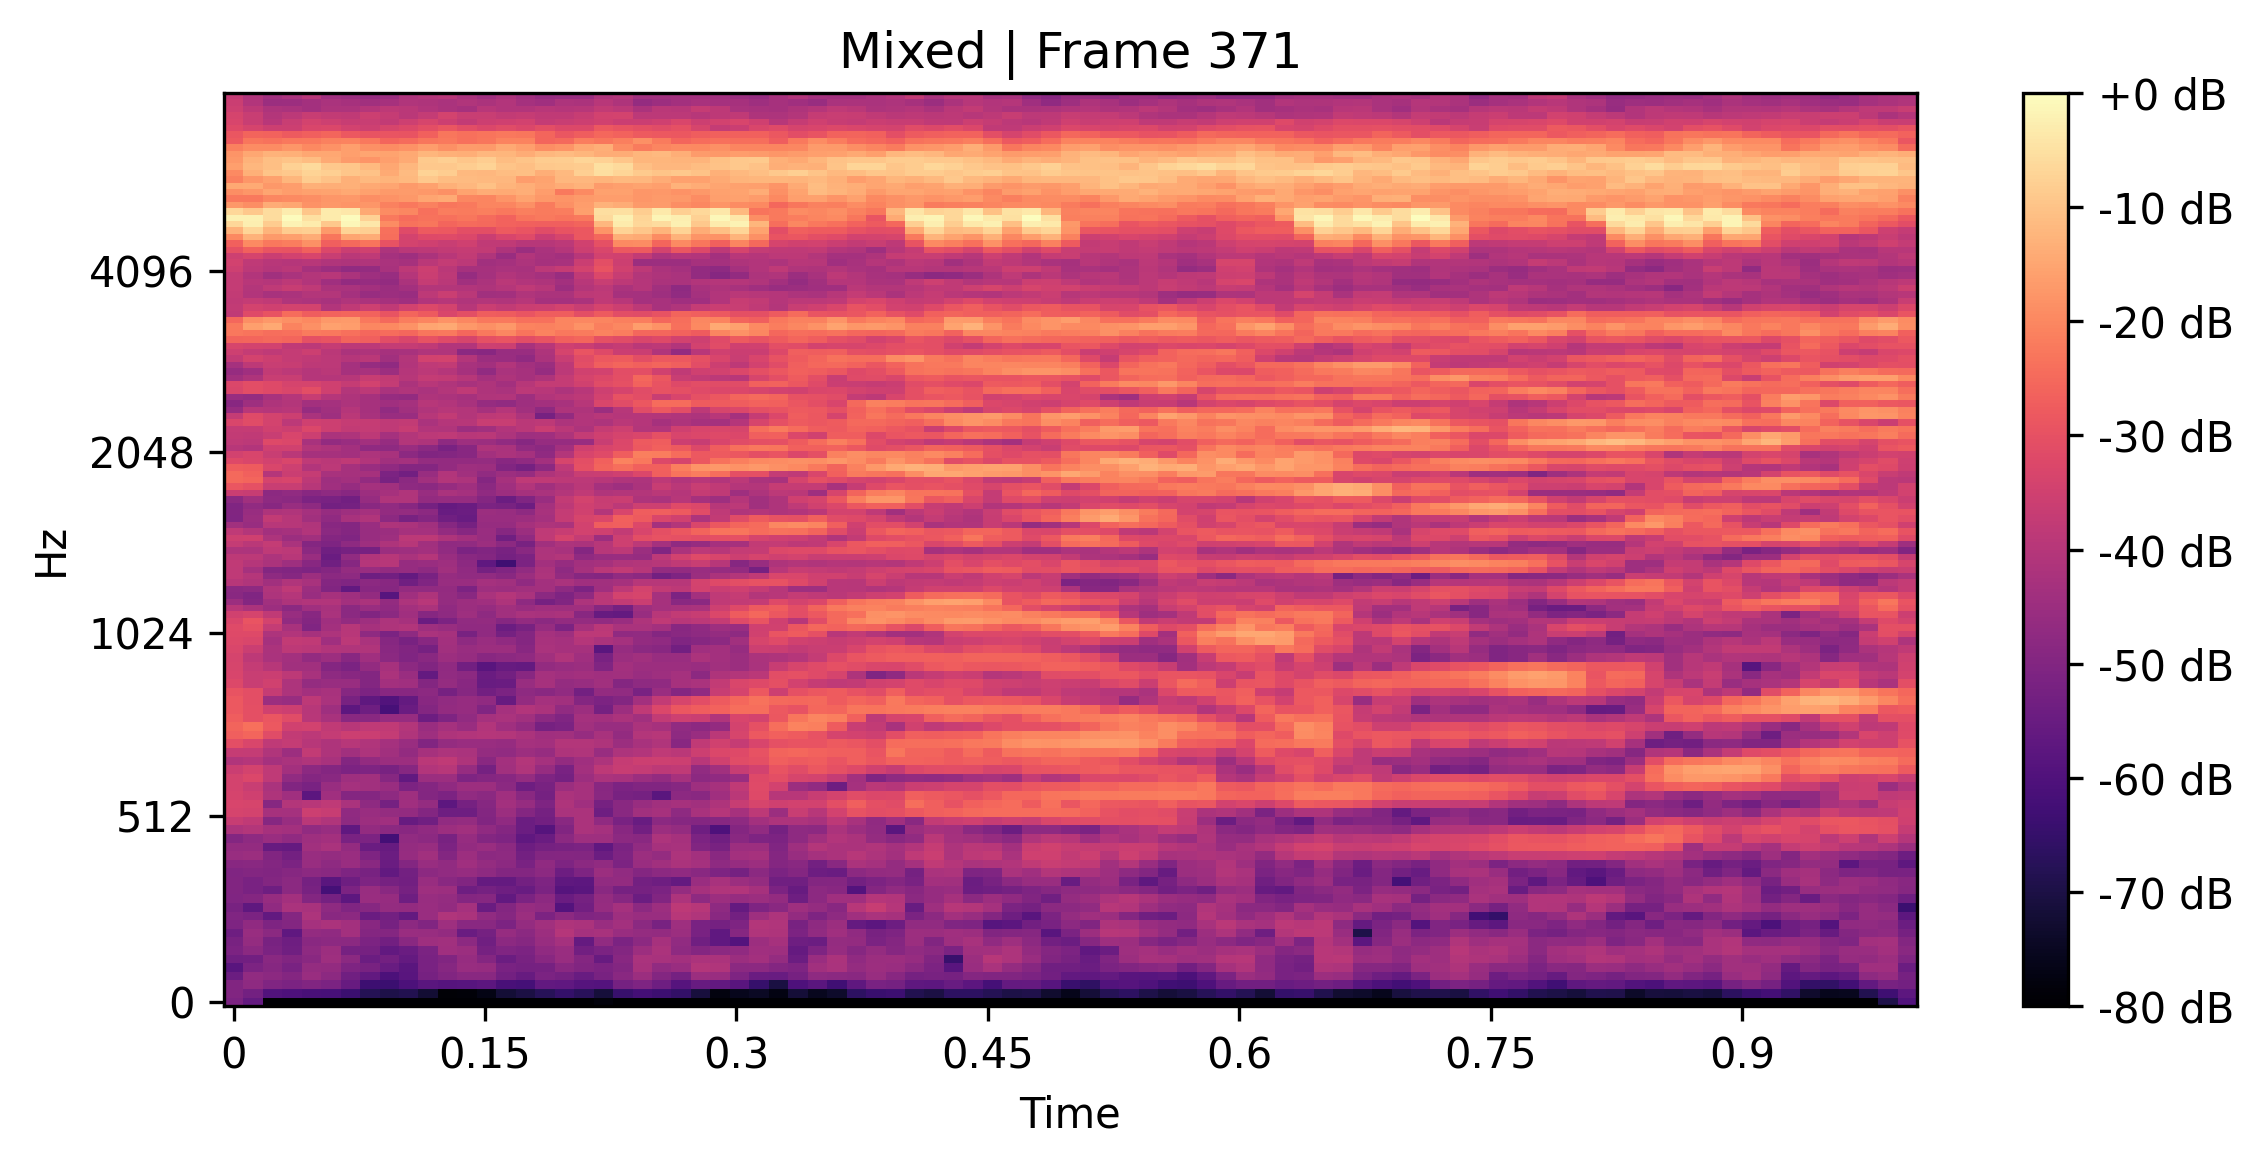 Mixed | Frame 371
+0 dB
-10 dB
-20 dB
-30 dB
-40 dB
-50 dB
-60 dB
-70 dB
-80 dB
Hz
4096
2048
1024
512
0
0 0.15 0.3 0.45 0.6 0.75 0.9
Time